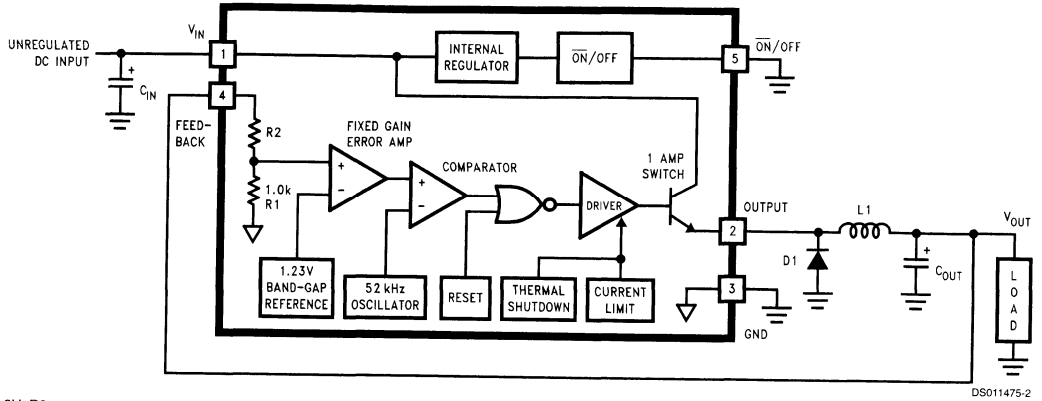 UNREGULATED
DC INPUT
V_IN
1
+
C_IN
4
FEED-
BACK
R2
1.0k
R1
INTERNAL
REGULATOR
ON/OFF
5
ON/OFF
FIXED GAIN
ERROR AMP
+
−
COMPARATOR
+
−
DRIVER
1 AMP
SWITCH
OUTPUT
2
L1
V_OUT
D1
+
C_OUT
LOAD
1.23V
BAND-GAP
REFERENCE
52 kHz
OSCILLATOR
RESET
THERMAL
SHUTDOWN
CURRENT
LIMIT
3
GND
DS011475-2